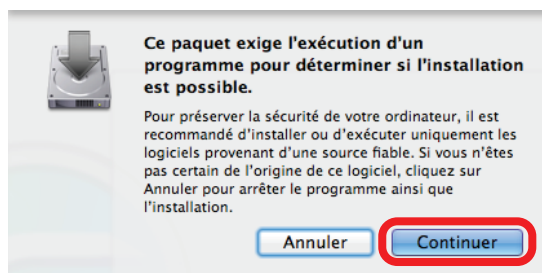 Ce paquet exige l'exécution d'un
programme pour déterminer si l'installation
est possible.
Pour préserver la sécurité de votre ordinateur, il est
recommandé d'installer ou d'exécuter uniquement les
logiciels provenant d'une source fiable. Si vous n'êtes
pas certain de l'origine de ce logiciel, cliquez sur
Annuler pour arrêter le programme ainsi que
l'installation.
Annuler
Continuer